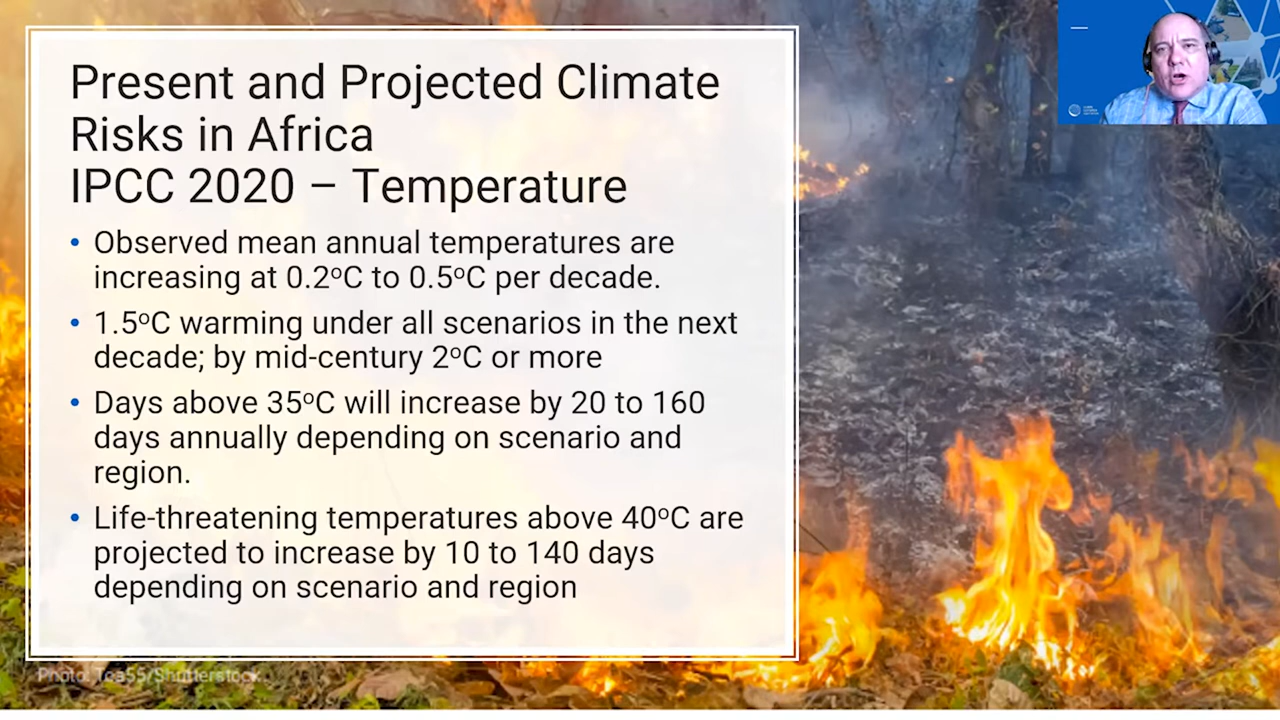 Present and Projected Climate
Risks in Africa
IPCC 2020 – Temperature
• Observed mean annual temperatures are
increasing at 0.2ºC to 0.5ºC per decade.
• 1.5ºC warming under all scenarios in the next
decade; by mid-century 2ºC or more
• Days above 35ºC will increase by 20 to 160
days annually depending on scenario and
region.
• Life-threatening temperatures above 40ºC are
projected to increase by 10 to 140 days
depending on scenario and region
Photo: Toa55/Shutterstock.